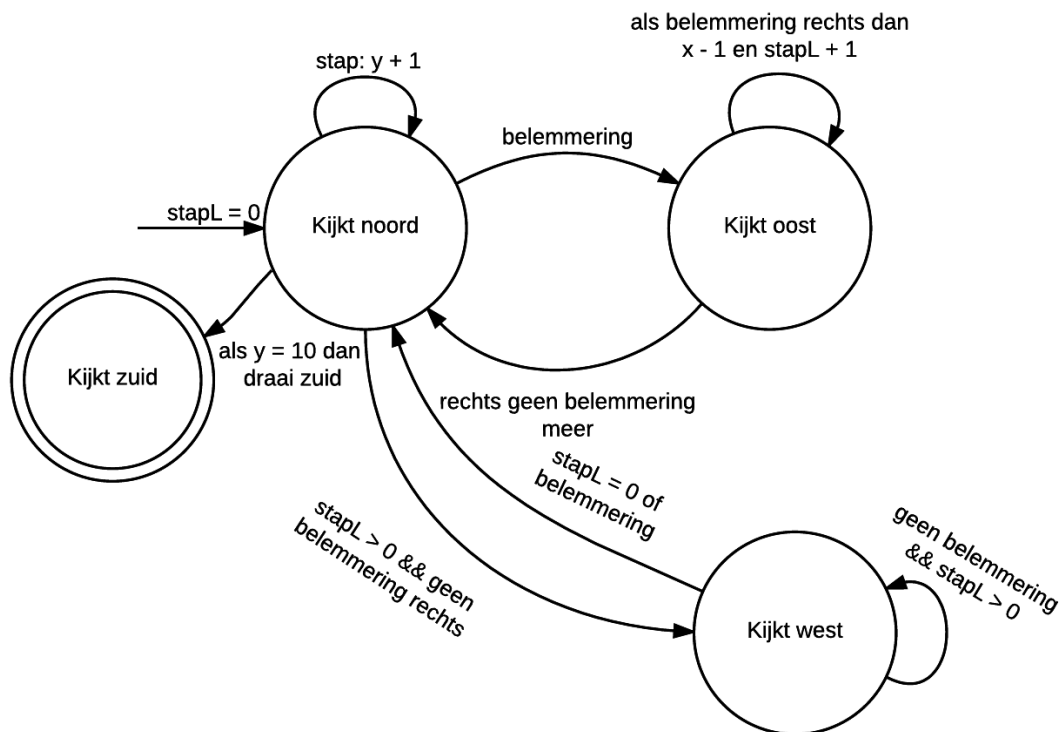 als belemmering rechts dan
x - 1 en stapL + 1
stap: y + 1
belemmering
stapL = 0
Kijkt noord
Kijkt oost
als y = 10 dan
draai zuid
Kijkt zuid
rechts geen belemmering
meer
stapL = 0 of
belemmering
stapL > 0 && geen
belemmering rechts
geen belemmering
&& stapL > 0
Kijkt west